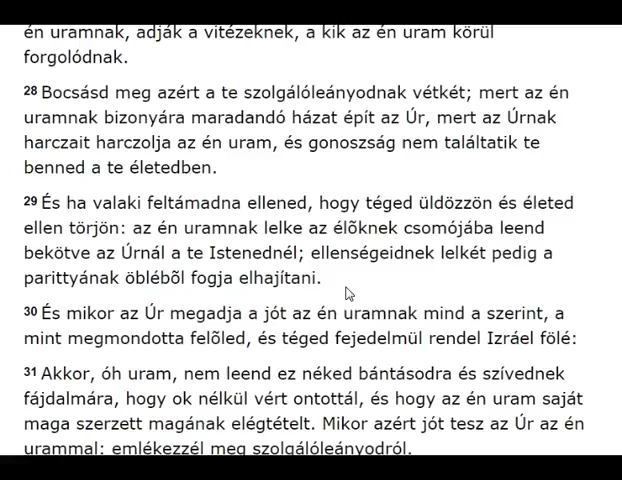 én uramnak, adják a vitézeknek, a kik az én uram körül
forgolódnak.
28 Bocsásd meg azért a te szolgálóleányodnak vétkét; mert az én
uramnak bizonyára maradandó házat épít az Úr, mert az Úrnak
harczait harczolja az én uram, és gonoszság nem találtatik te
benned a te életedben.
29 És ha valaki feltámadna ellened, hogy téged üldözzön és életed
ellen törjön: az én uramnak lelke az élõknek csomójába leend
bekötve az Úrnál a te Istenednél; ellenségeidnek lelkét pedig a
parittyának öblébõl fogja elhajítani.
30 És mikor az Úr megadja a jót az én uramnak mind a szerint, a
mint megmondotta felõled, és téged fejedelmül rendel Izráel fölé:
31 Akkor, óh uram, nem leend ez néked bántásodra és szívednek
fájdalmára, hogy ok nélkül vért ontottál, és hogy az én uram saját
maga szerzett magának elégtételt. Mikor azért jót tesz az Úr az én
urammal: emlékezzél meg szolgálóleányodról.